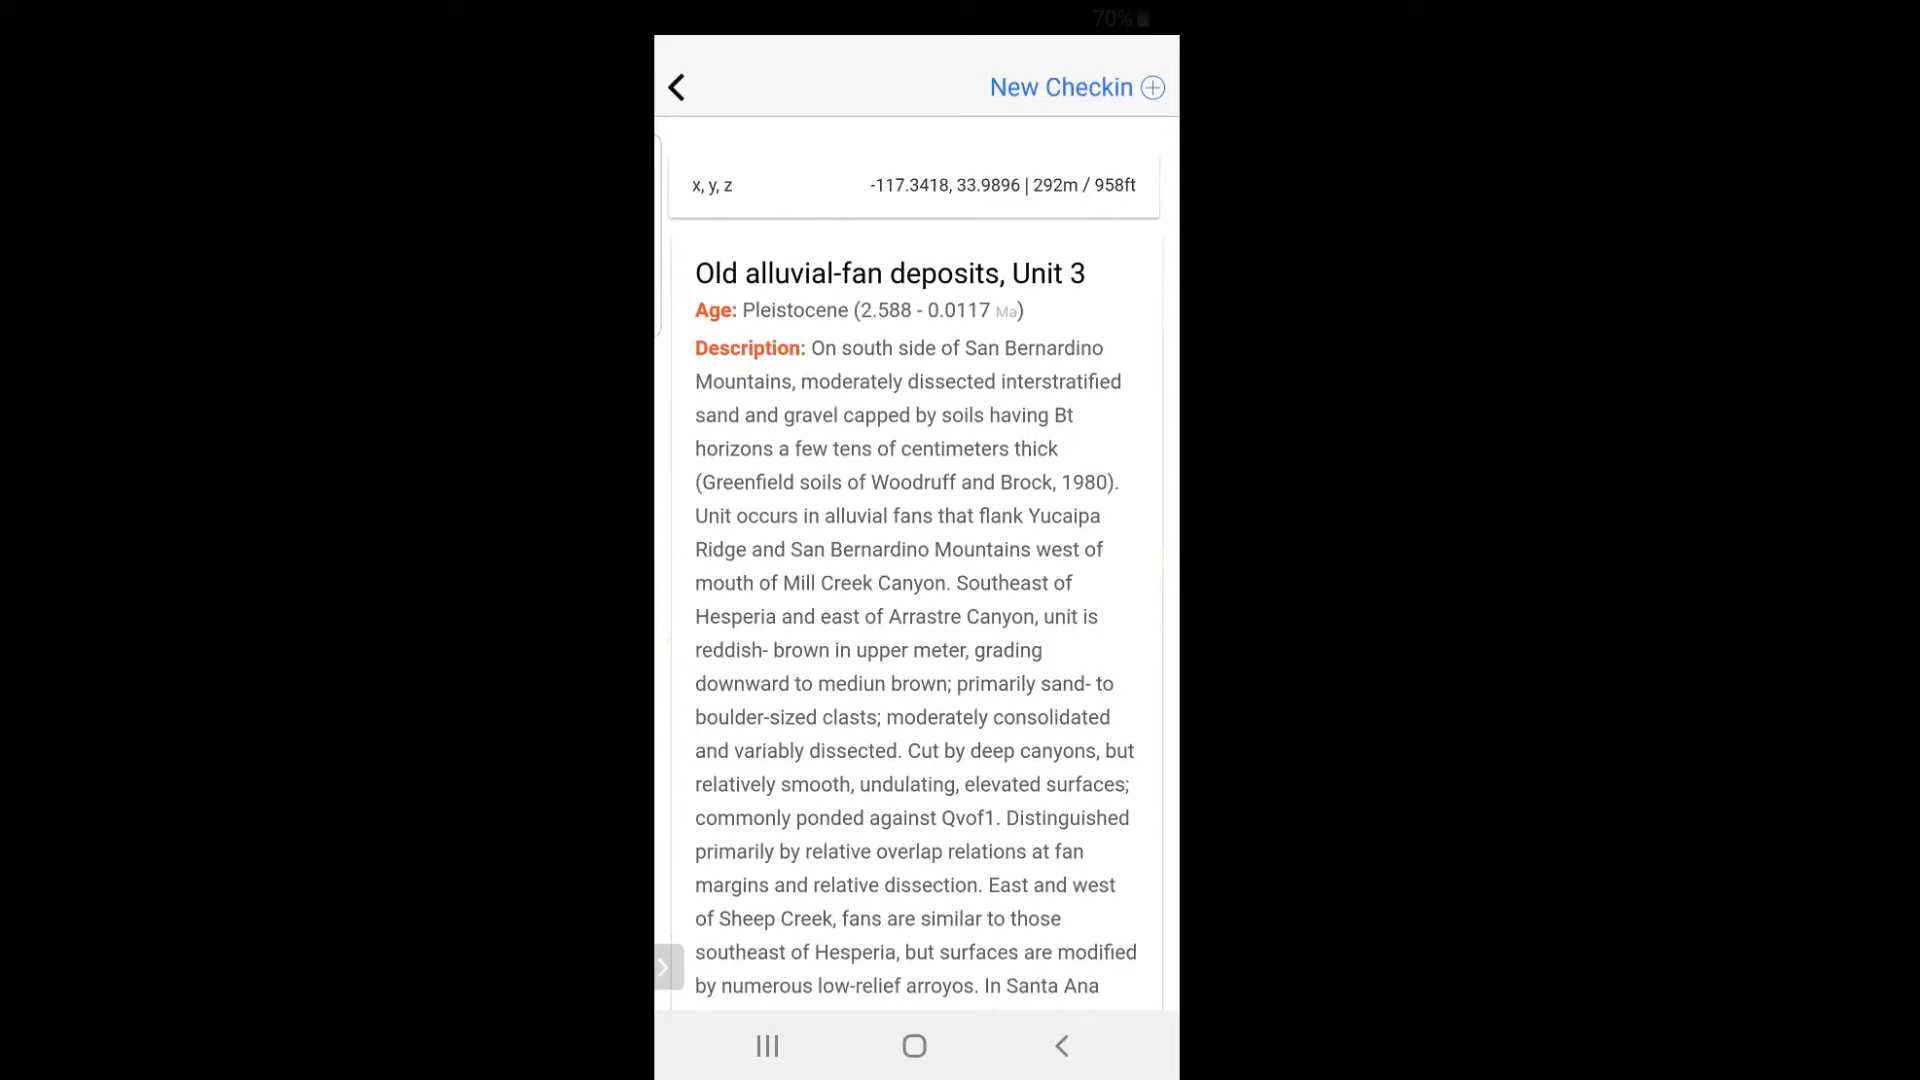 70%
New Checkin
x, y, z -117.3418, 33.9896 | 292m / 958ft
Old alluvial-fan deposits, Unit 3
Age: Pleistocene (2.588 - 0.0117 Ma)
Description: On south side of San Bernardino
Mountains, moderately dissected interstratified
sand and gravel capped by soils having Bt
horizons a few tens of centimeters thick
(Greenfield soils of Woodruff and Brock, 1980).
Unit occurs in alluvial fans that flank Yucaipa
Ridge and San Bernardino Mountains west of
mouth of Mill Creek Canyon. Southeast of
Hesperia and east of Arrastre Canyon, unit is
reddish- brown in upper meter, grading
downward to mediun brown; primarily sand- to
boulder-sized clasts; moderately consolidated
and variably dissected. Cut by deep canyons, but
relatively smooth, undulating, elevated surfaces;
commonly ponded against Qvof1. Distinguished
primarily by relative overlap relations at fan
margins and relative dissection. East and west
of Sheep Creek, fans are similar to those
southeast of Hesperia, but surfaces are modified
by numerous low-relief arroyos. In Santa Ana